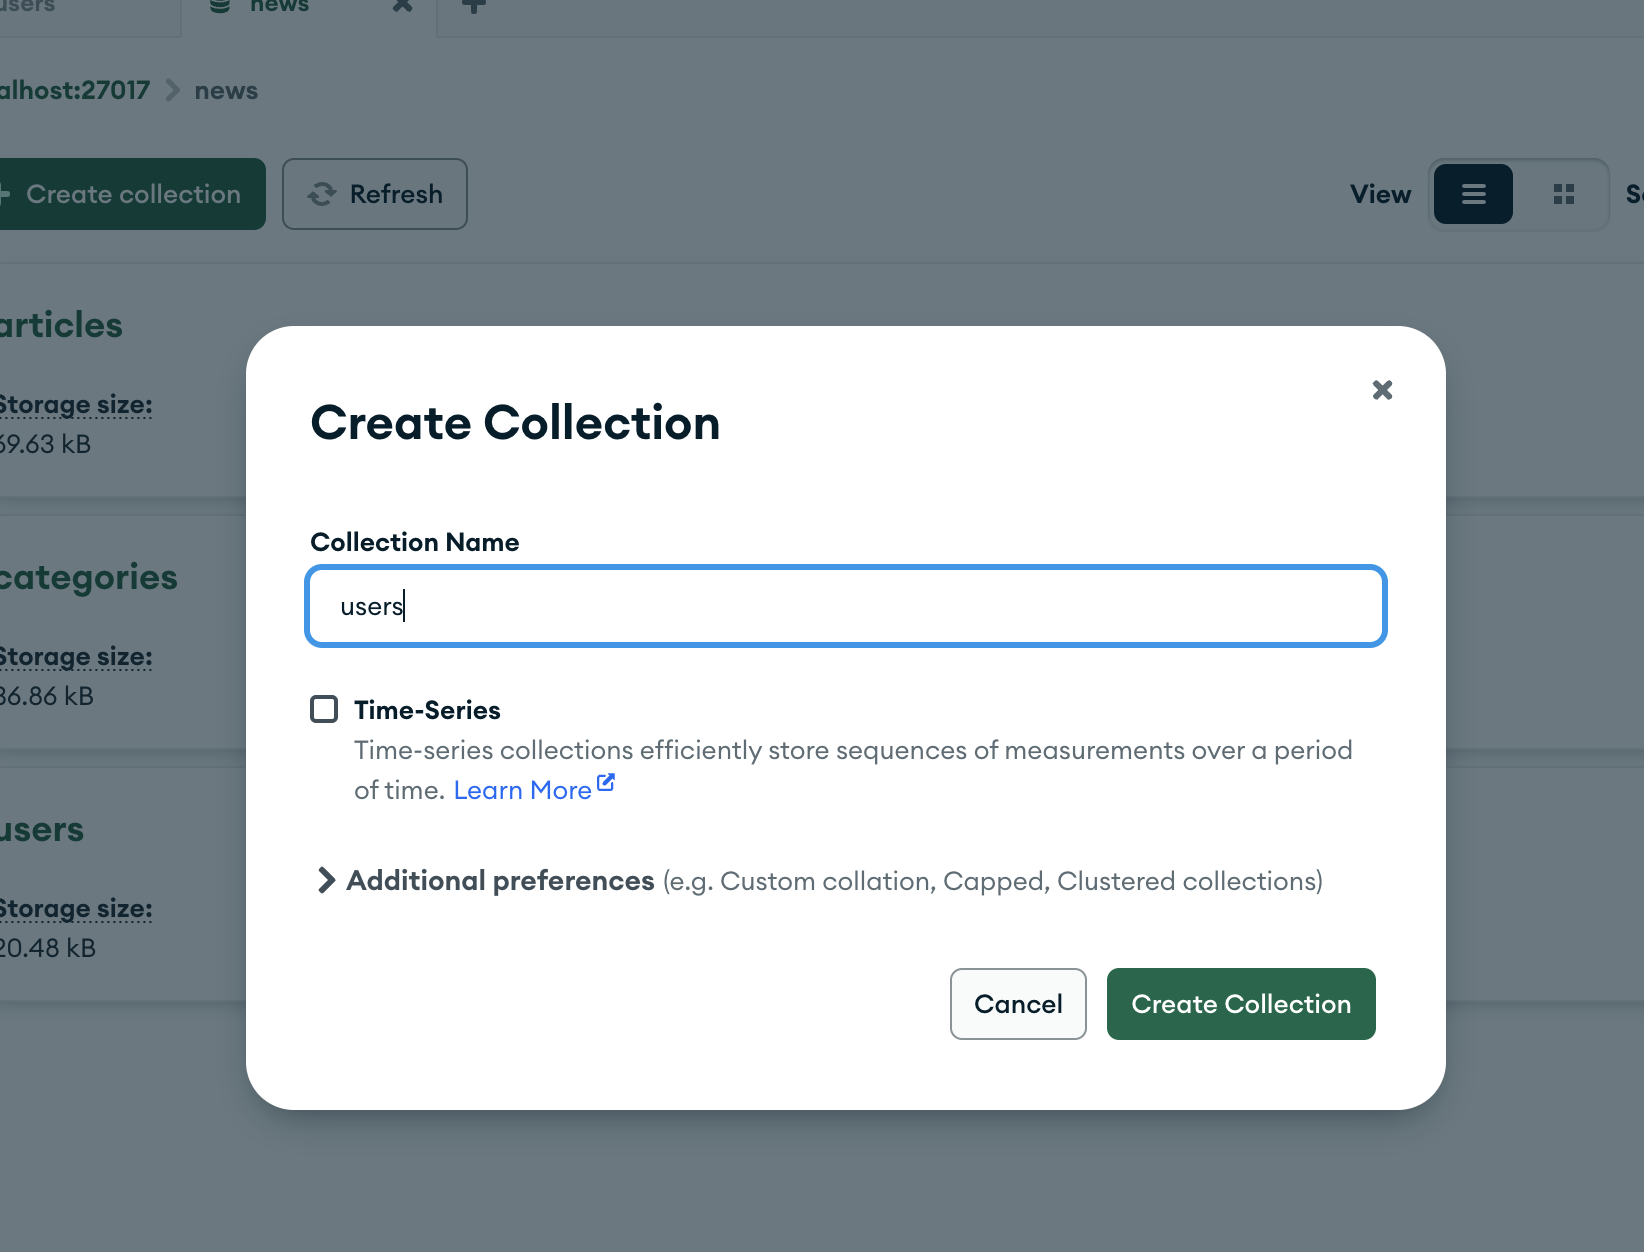 users
news
alhost:27017
news
Create collection
Refresh
View
articles
Storage size:
69.63 kB
categories
Storage size:
36.86 kB
users
Storage size:
20.48 kB
Create Collection
Collection Name
users
Time-Series
Time-series collections efficiently store sequences of measurements over a period
of time. Learn More
Additional preferences (e.g. Custom collation, Capped, Clustered collections)
Cancel
Create Collection